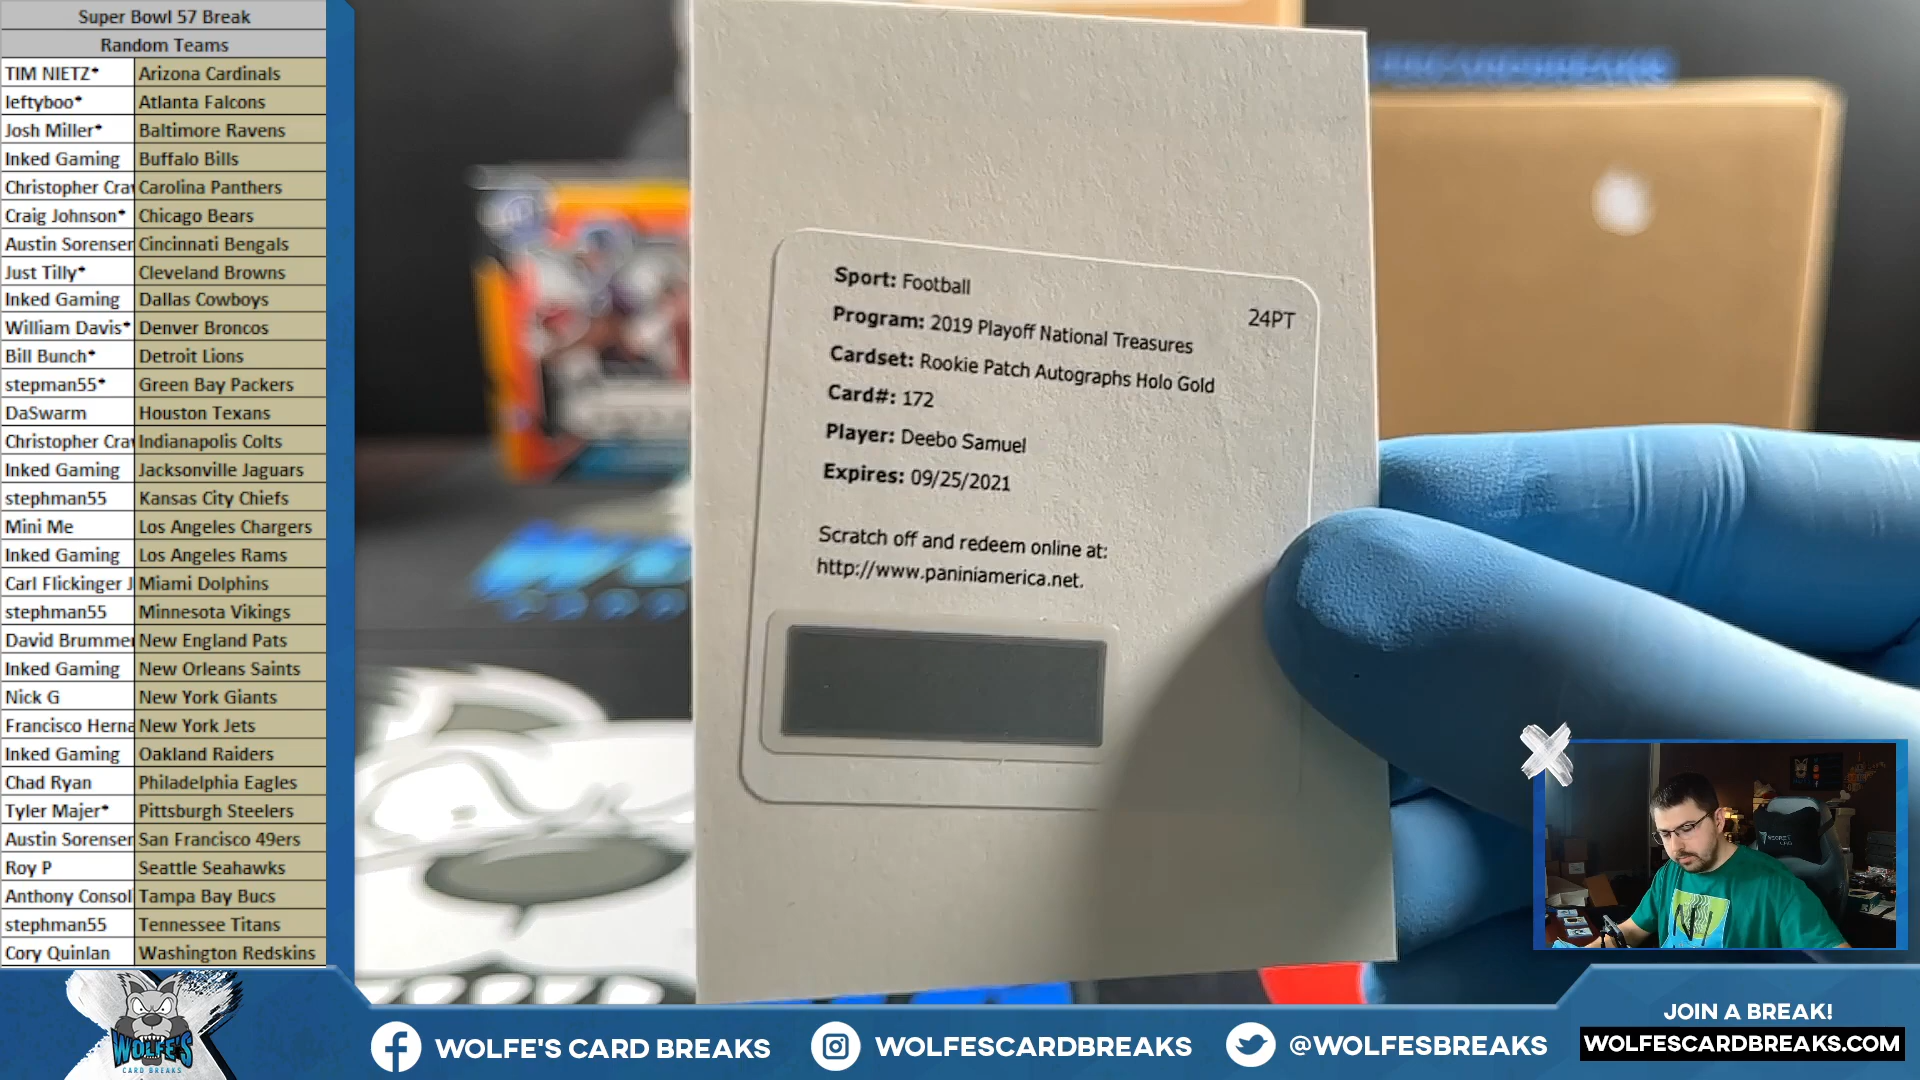 Super Bowl 57 Break
Random Teams
TIM NIETZ* Arizona Cardinals
leftyboo* Atlanta Falcons
Josh Miller* Baltimore Ravens
Inked Gaming Buffalo Bills
Christopher Cra Carolina Panthers
Craig Johnson* Chicago Bears
Austin Sorenser Cincinnati Bengals
Just Tilly* Cleveland Browns
Inked Gaming Dallas Cowboys
William Davis* Denver Broncos
Bill Bunch* Detroit Lions
stepman55* Green Bay Packers
DaSwarm Houston Texans
Christopher Cra Indianapolis Colts
Inked Gaming Jacksonville Jaguars
stephman55 Kansas City Chiefs
Mini Me Los Angeles Chargers
Inked Gaming Los Angeles Rams
Carl Flickinger J Miami Dolphins
stephman55 Minnesota Vikings
David Brummer New England Pats
Inked Gaming New Orleans Saints
Nick G New York Giants
Francisco Herna New York Jets
Inked Gaming Oakland Raiders
Chad Ryan Philadelphia Eagles
Tyler Majer* Pittsburgh Steelers
Austin Sorenser San Francisco 49ers
Roy P Seattle Seahawks
Anthony Consol Tampa Bay Bucs
stephman55 Tennessee Titans
Cory Quinlan Washington Redskins
Sport: Football
24PT
Program: 2019 Playoff National Treasures
Cardset: Rookie Patch Autographs Holo Gold
Card#: 172
Player: Deebo Samuel
Expires: 09/25/2021
Scratch off and redeem online at:
http://www.paniniamerica.net.
WOLFE'S
CARD BREAKS
WOLFE'S CARD BREAKS
WOLFESCARDBREAKS
@WOLFESBREAKS
JOIN A BREAK!
WOLFESCARDBREAKS.COM